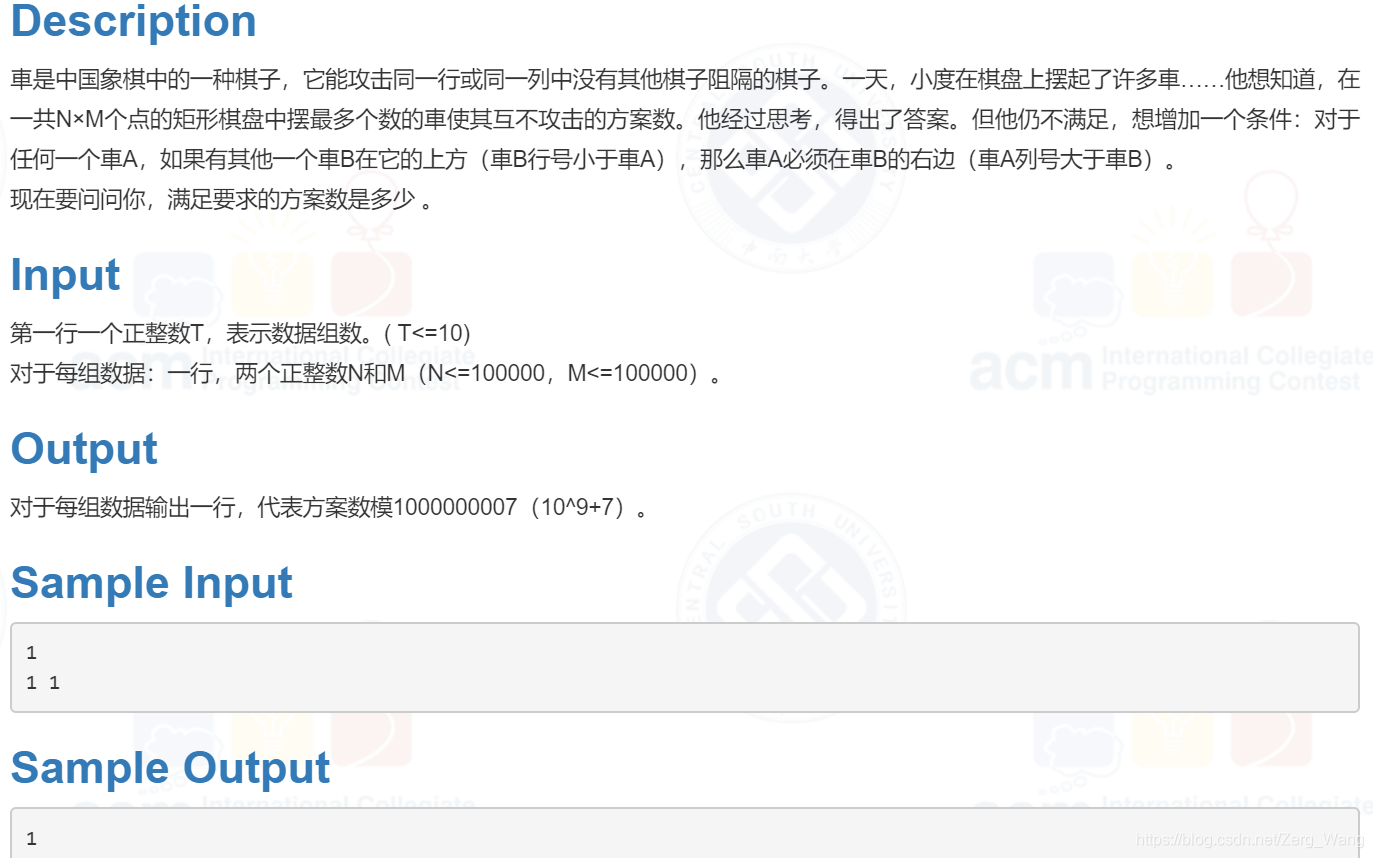 Description
車是中国象棋中的一种棋子，它能攻击同一行或同一列中没有其他棋子阻隔的棋子。一天，小度在棋盘上摆起了许多車……他想知道，在
一共N×M个点的矩形棋盘中摆最多个数的車使其互不攻击的方案数。他经过思考，得出了答案。但他仍不满足，想增加一个条件：对于
任何一个車A，如果有其他一个車B在它的上方（車B行号小于車A），那么車A必须在車B的右边（車A列号大于車B）。
现在要问问你，满足要求的方案数是多少 。
Input
第一行一个正整数T，表示数据组数。( T<=10)
对于每组数据：一行，两个正整数N和M（N<=100000，M<=100000）。
acm International Collegiate
Programming Contest
acm International Collegiate
Programming Contest
Output
对于每组数据输出一行，代表方案数模1000000007（10^9+7）。
Sample Input
1
1 1
Sample Output
1
https://blog.csdn.net/Zerg_Wang